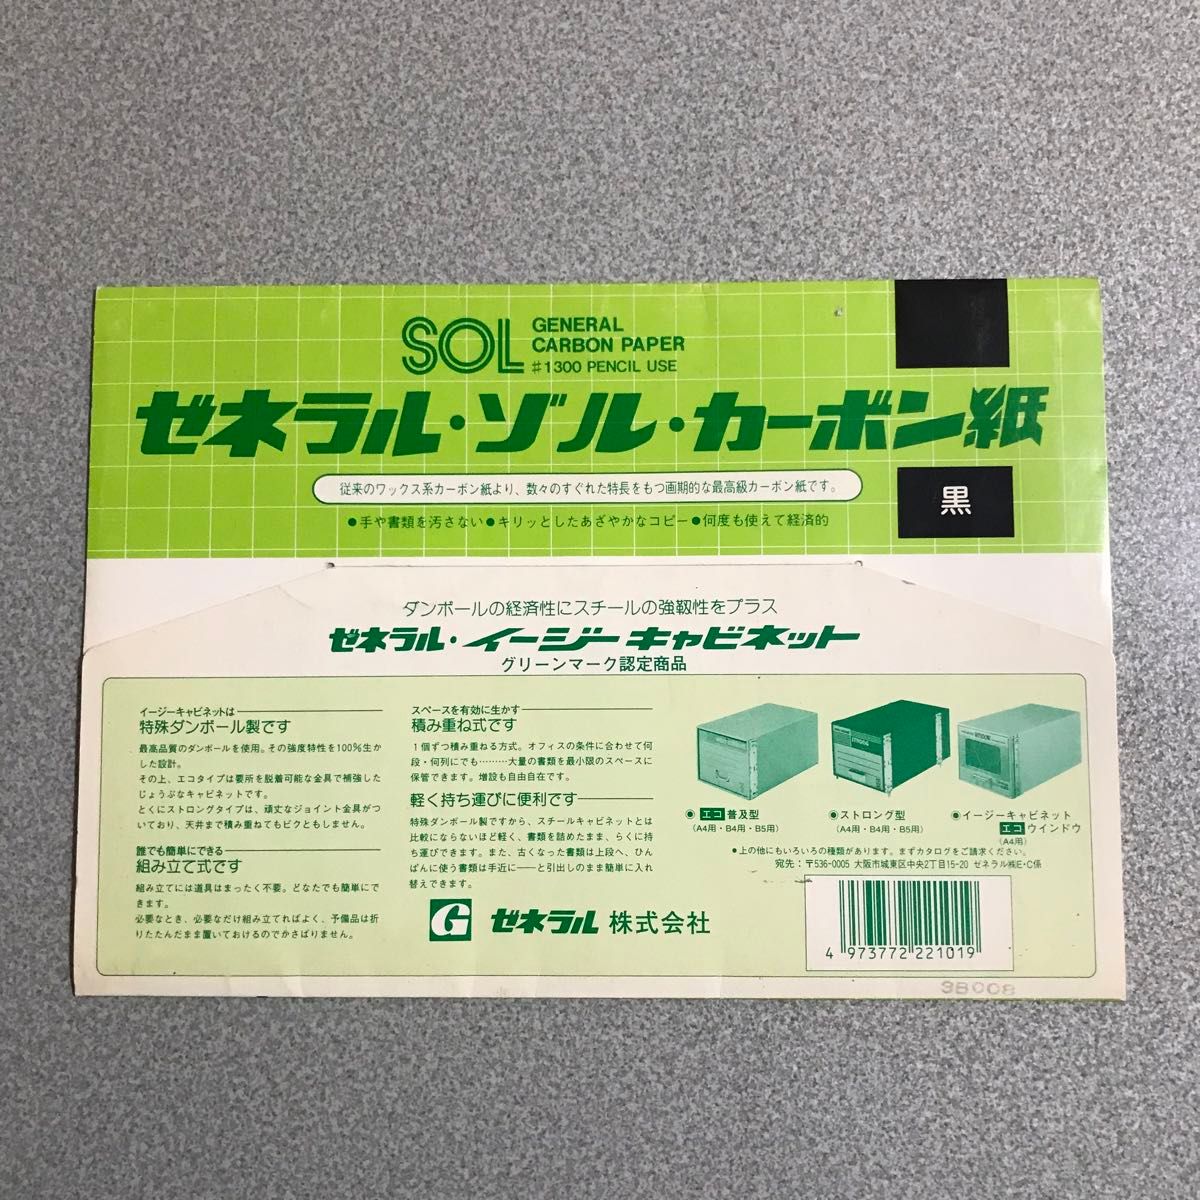 SOL
GENERAL
CARBON PAPER
#1300 PENCIL USE
ゼネラル・ゾル・カーボン紙
従来のワックス系カーボン紙より、数々のすぐれた特長をもつ画期的な最高級カーボン紙です。
●手や書類を汚さない●キリッとしたあざやかなコピー●何度も使えて経済的
黒
ダンボールの経済性にスチールの強靱性をプラス
ゼネラル・イージーキャビネット
グリーンマーク認定商品
イージーキャビネットは
特殊ダンボール製です
最高品質のダンボールを使用。その強度特性を100%生か
した設計。
その上、エコタイプは要所を脱着可能な金具で補強した
じょうぶなキャビネットです。
とくにストロングタイプは、頑丈なジョイント金具がつ
いており、天井まで積み重ねてもビクともしません。
誰でも簡単にできる
組み立て式です
組み立てには道具はまったく不要。どなたでも簡単にで
きます。
必要なとき、必要なだけ組み立てればよく、予備品は折
りたたんだまま置いておけるのでかさばりません。
スペースを有効に生かす
積み重ね式です
1個ずつ積み重ねる方式。オフィスの条件に合わせて何
段・何列にでも………大量の書類を最小限のスペースに
保管できます。増設も自由自在です。
軽く持ち運びに便利です
特殊ダンボール製ですから、スチールキャビネットとは
比較にならないほど軽く、書類を詰めたまま、らくに持
ち運びできます。また、古くなった書類は上段へ、ひん
ぱんに使う書類は手近に――と引出しのまま簡単に入れ
替えできます。
G ゼネラル株式会社
●エコ普及型
(A4用・B4用・B5用)
●ストロング型
(A4用・B4用・B5用)
●イージーキャビネット
エコウインドウ
(A4用)
●上の他にもいろいろの種類があります。まずカタログをご請求ください。
宛先：〒536-0005 大阪市城東区中央2丁目15-20 ゼネラル㈱E・C係
4 973772 221019
3B008